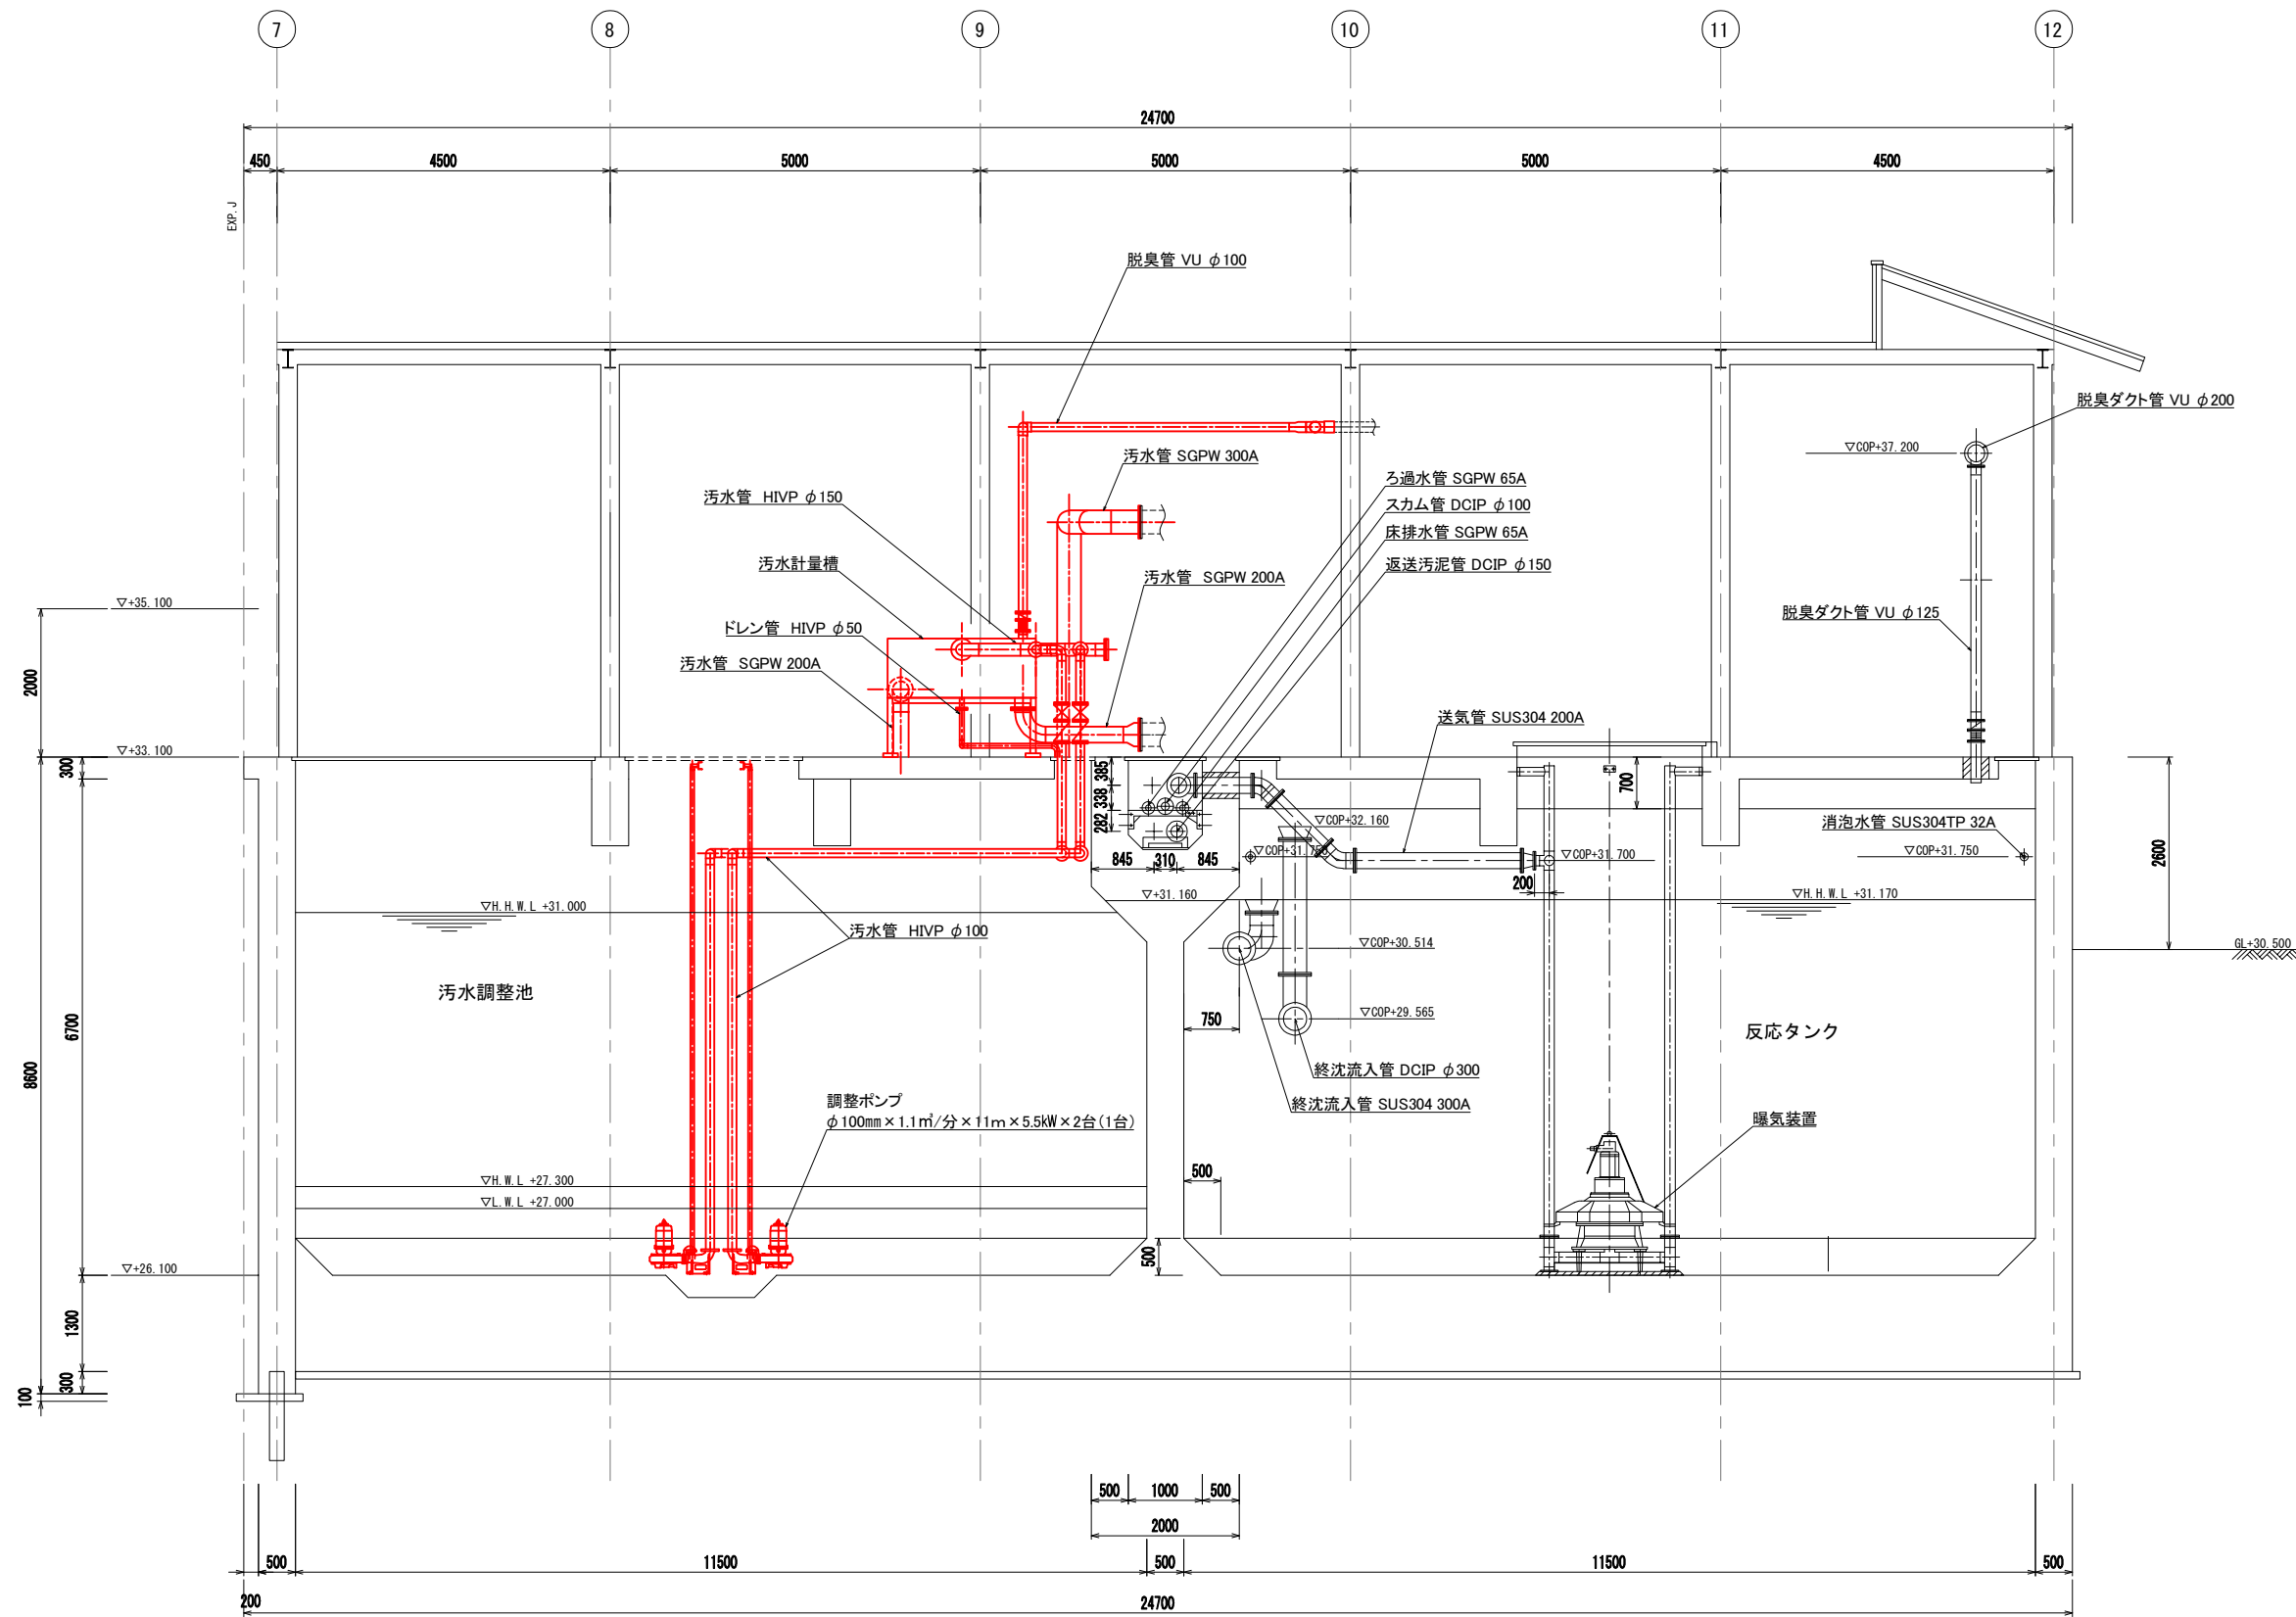 7
8
9
10
11
12
24700
450
4500
5000
5000
5000
4500
EXP.J
脱臭管 VU φ100
脱臭ダクト管 VU φ200
▽COP+37.200
汚水管 SGPW 300A
ろ過水管 SGPW 65A
汚水管 HIVP φ150
スカム管 DCIP φ100
床排水管 SGPW 65A
汚水計量槽
返送汚泥管 DCIP φ150
汚水管 SGPW 200A
▽+35.100
脱臭ダクト管 VU φ125
ドレン管 HIVP φ50
汚水管 SGPW 200A
2000
送気管 SUS304 200A
▽+33.100
300
385
338
282
700
▽COP+32.160
消泡水管 SUS304TP 32A
▽COP+31.750
▽COP+31.700
▽COP+31.750
2600
845
310
845
200
▽+31.160
▽H.H.W.L +31.170
▽H.H.W.L +31.000
汚水管 HIVP φ100
▽COP+30.514
GL+30.500
汚水調整池
▽COP+29.565
750
反応タンク
6700
8600
終沈流入管 DCIP φ300
調整ポンプ
終沈流入管 SUS304 300A
φ100㎜×1.1㎥/分×11m×5.5kW×2台(1台)
曝気装置
▽H.W.L +27.300
500
▽L.W.L +27.000
500
▽+26.100
1300
300
100
500
1000
500
2000
500
11500
500
11500
500
200
24700